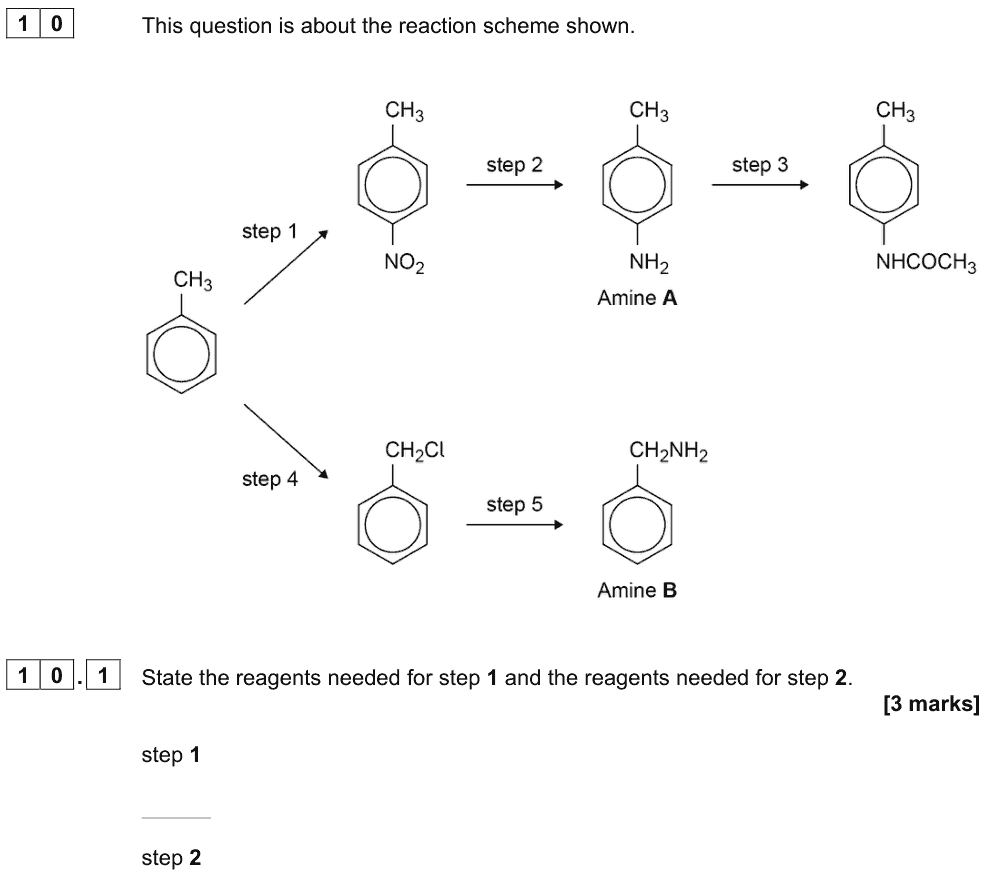 1 0 This question is about the reaction scheme shown.
CH3 CH3 CH3
step 2 step 3
step 1
NO2 NH2 NHCOCH3
CH3
Amine A
CH2Cl CH2NH2
step 4
step 5
Amine B
1 0 . 1 State the reagents needed for step 1 and the reagents needed for step 2.
[3 marks]
step 1
step 2